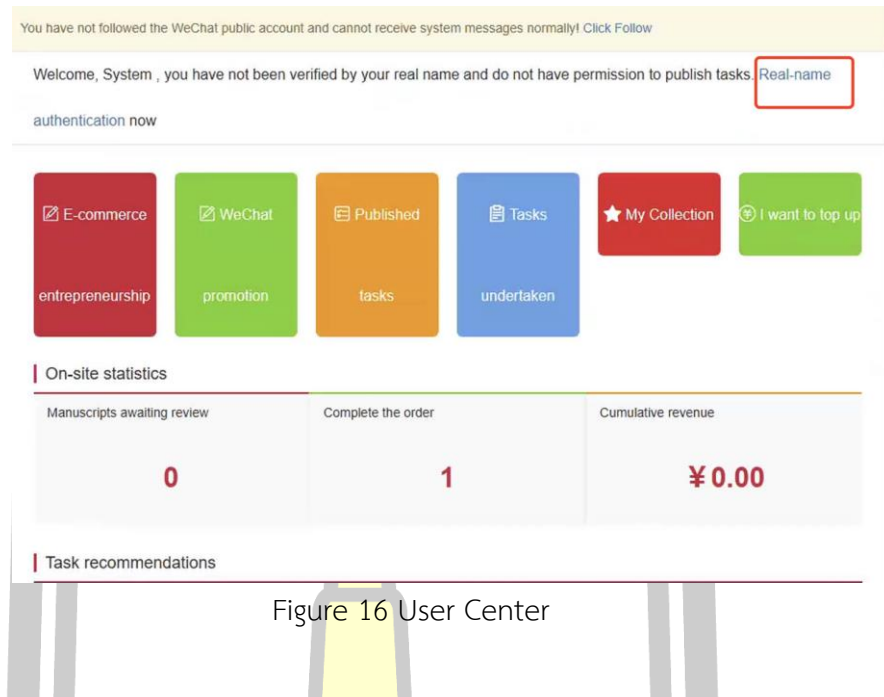 You have not followed the WeChat public account and cannot receive system messages normally! Click Follow
Welcome, System , you have not been verified by your real name and do not have permission to publish tasks. Real-name
authentication now
E-commerce
entrepreneurship
WeChat
promotion
Published
tasks
Tasks
undertaken
My Collection
I want to top up
On-site statistics
Manuscripts awaiting review
0
Complete the order
1
Cumulative revenue
¥0.00
Task recommendations
Figure 16 User Center